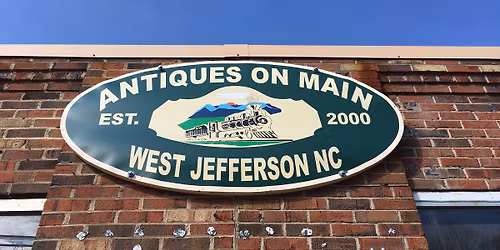 ANTIQUES ON MAIN
EST. 2000
WEST JEFFERSON NC